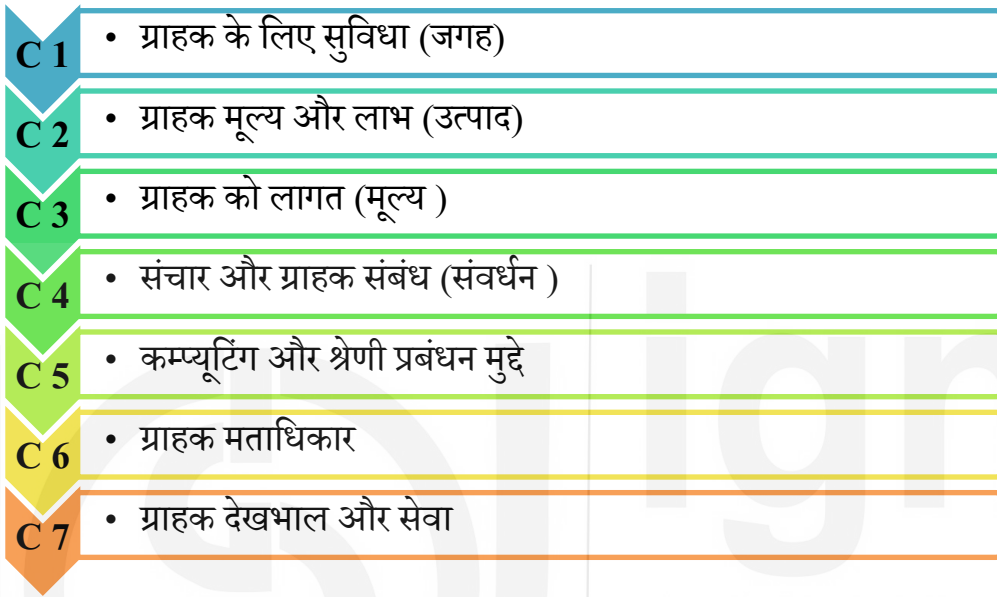 C 1 • ग्राहक के लिए सुविधा (जगह)
C 2 • ग्राहक मूल्य और लाभ (उत्पाद)
C 3 • ग्राहक को लागत (मूल्य )
C 4 • संचार और ग्राहक संबंध (संवर्धन )
C 5 • कम्प्यूटिंग और श्रेणी प्रबंधन मुद्दे
C 6 • ग्राहक मताधिकार
C 7 • ग्राहक देखभाल और सेवा